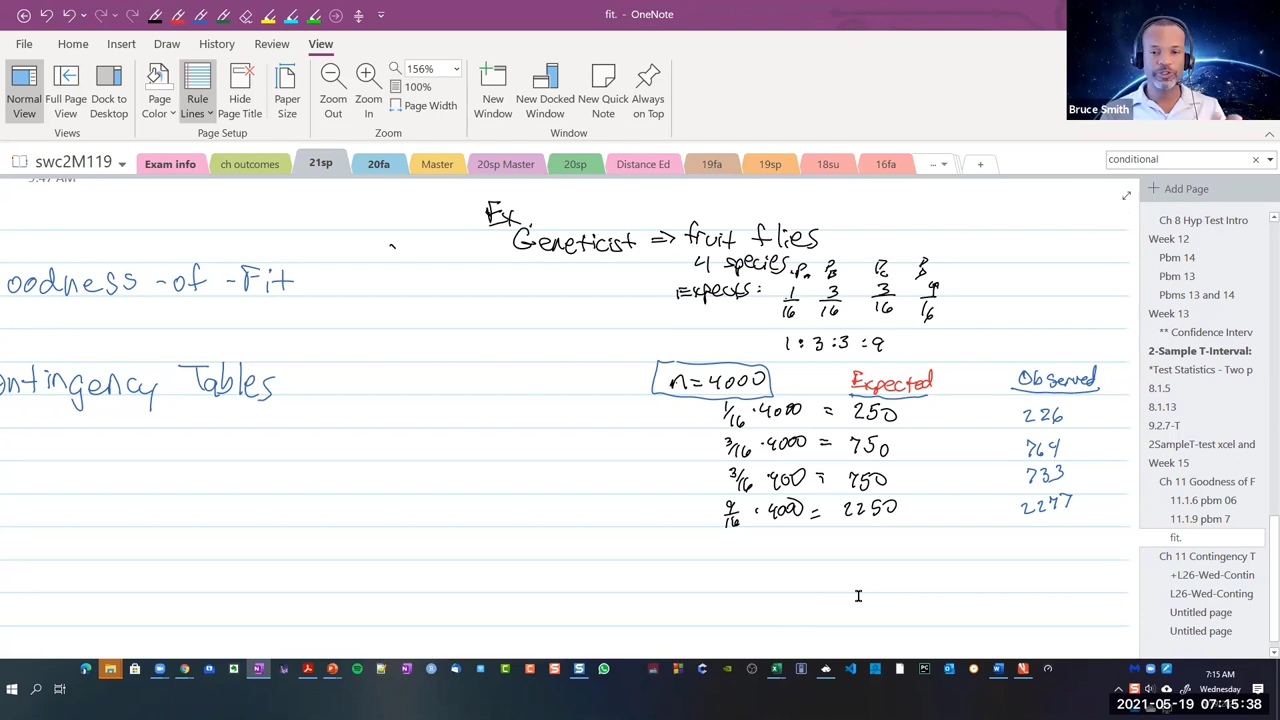 fit. - OneNote
File Home Insert Draw History Review View
Normal View
Full Page View
Dock to Desktop
Page Color
Rule Lines
Hide Page Title
Paper Size
Zoom Out
Zoom In
156%
100%
Page Width
New Window
New Docked Window
New Quick Note
Always on Top
Views
Page Setup
Zoom
Window
Bruce Smith
swc2M119
Exam info ch outcomes 21sp 20fa Master 20sp Master 20sp Distance Ed 19fa 19sp 18su 16fa
conditional
Add Page
Ch 8 Hyp Test Intro
Week 12
Pbm 14
Pbm 13
Pbms 13 and 14
Week 13
** Confidence Interv
2-Sample T-Interval:
*Test Statistics - Two p
8.1.5
8.1.13
9.2.7-T
2SampleT-test xcel and
Week 15
Ch 11 Goodness of F
11.1.6 pbm 06
11.1.9 pbm 7
fit.
Ch 11 Contingency T
+L26-Wed-Contin
L26-Wed-Conting
Untitled page
Untitled page
Ex.
Geneticist => fruit flies
4 species
Expects: 1/16 3/16 3/16 9/16
1 : 3 : 3 : 9
oodness -of -Fit
ontingency Tables
n = 4000 Expected Observed
1/16 · 4000 = 250 226
3/16 · 4000 = 750 764
3/16 · 400 = 750 733
9/16 · 4000 = 2250 2277
7:15 AM
Wednesday
2021-05-19 07:15:38